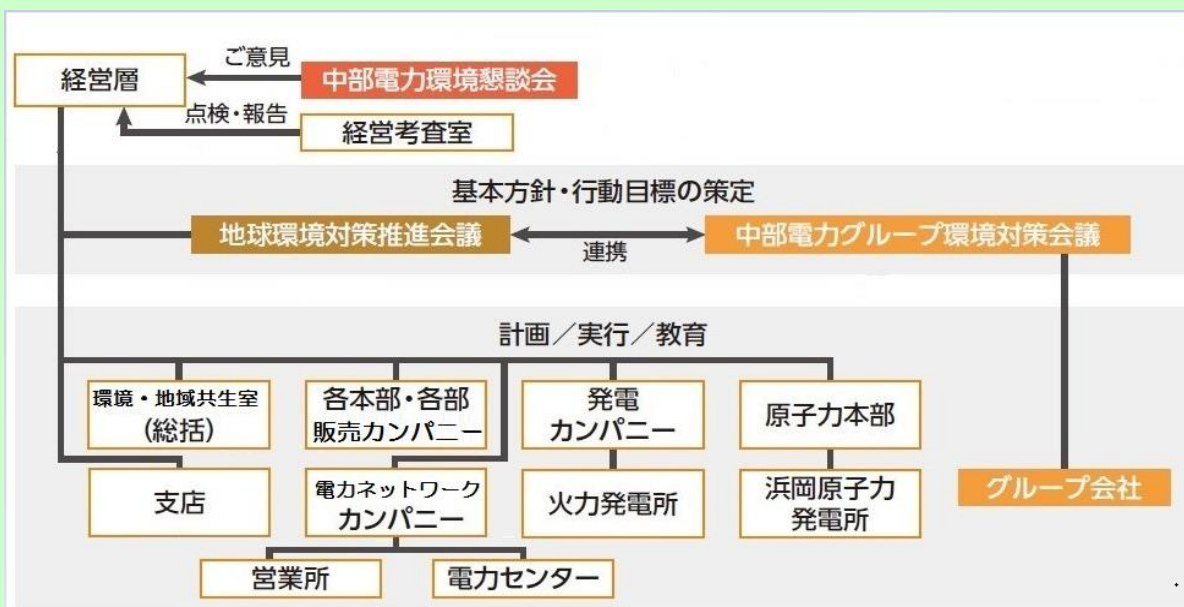 ご意見
経営層
中部電力環境懇談会
点検・報告
経営考査室
基本方針・行動目標の策定
地球環境対策推進会議
中部電力グループ環境対策会議
連携
計画／実行／教育
環境・地域共生室
(総括)
各本部・各部
販売カンパニー
発電
カンパニー
原子力本部
支店
電力ネットワーク
カンパニー
火力発電所
浜岡原子力
発電所
グループ会社
営業所
電力センター